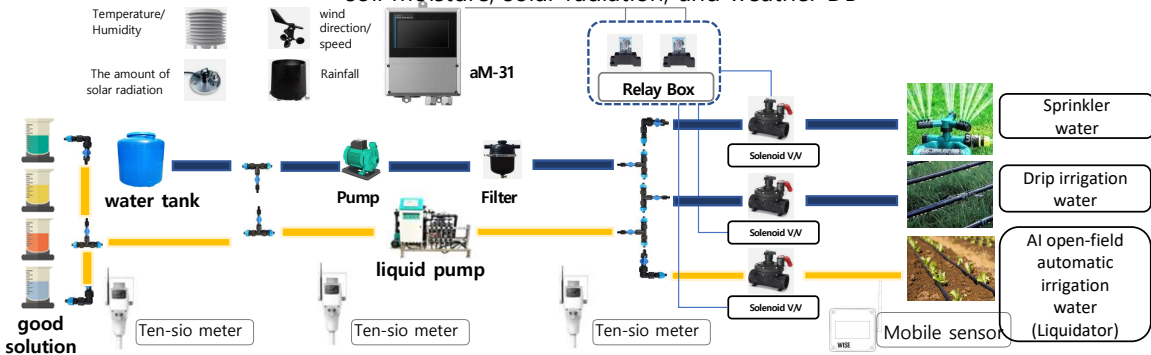 soil moisture, solar radiation, and weather DB
Temperature/
Humidity
wind
direction/
speed
The amount of
solar radiation
Rainfall
aM-31
Relay Box
Sprinkler
water
Solenoid V/V
water tank
Pump
Filter
Drip irrigation
water
Solenoid V/V
liquid pump
AI open-field
automatic
irrigation
water
(Liquidator)
Solenoid V/V
good
solution
Ten-sio meter
Ten-sio meter
Ten-sio meter
Mobile sensor
WISE